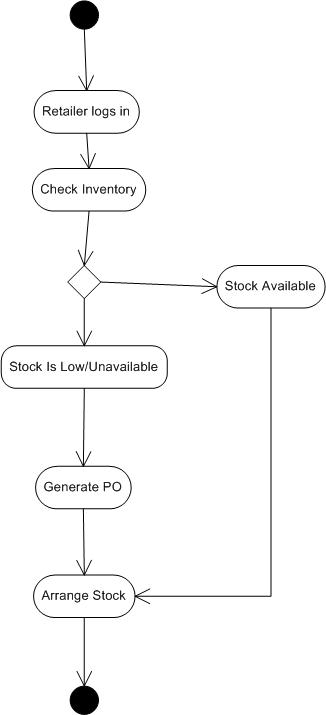 Retailer logs in
Check Inventory
Stock Available
Stock Is Low/Unavailable
Generate PO
Arrange Stock